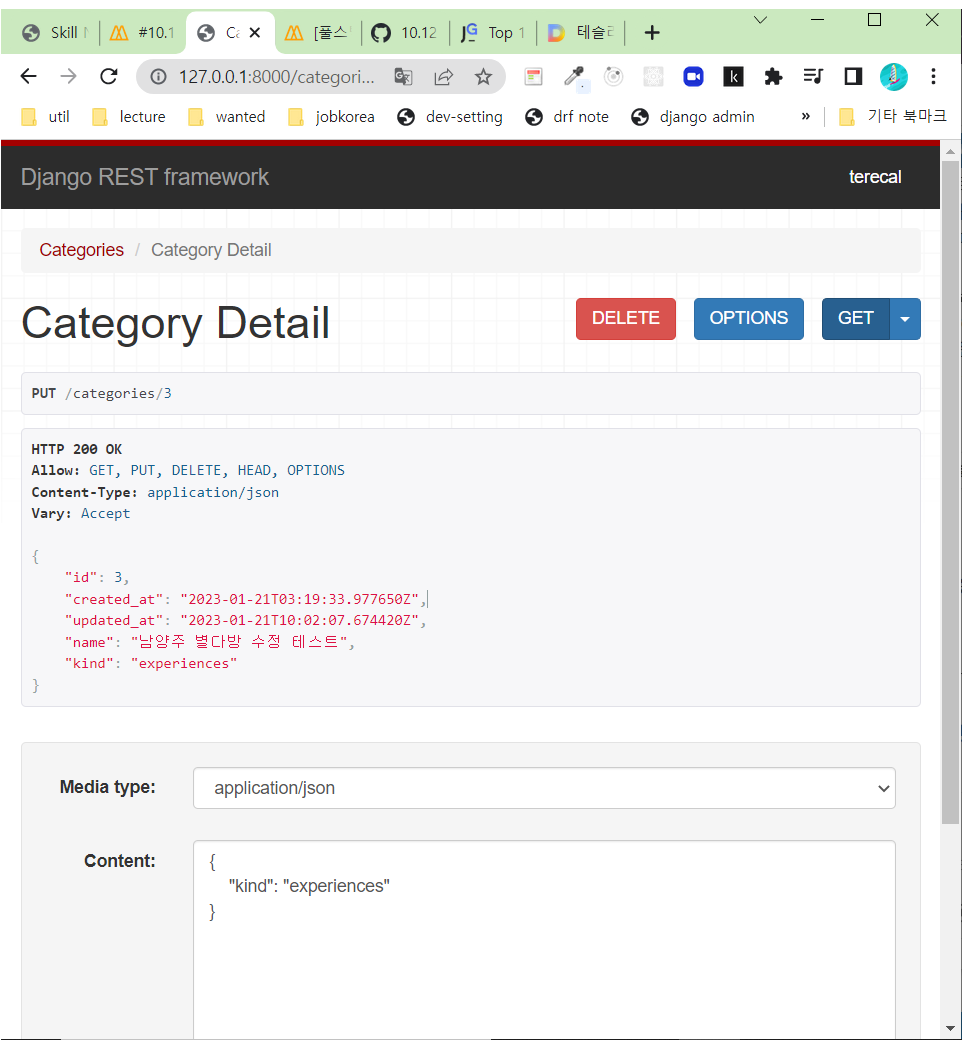 Skill
#10.1
Ca
[풀스
10.12
Top 1
테슬라
127.0.0.1:8000/categori...
util
lecture
wanted
jobkorea
dev-setting
drf note
django admin
»
기타 북마크
Django REST framework
terecal
Categories / Category Detail
Category Detail
DELETE
OPTIONS
GET
PUT /categories/3
HTTP 200 OK
Allow: GET, PUT, DELETE, HEAD, OPTIONS
Content-Type: application/json
Vary: Accept
{
"id": 3,
"created_at": "2023-01-21T03:19:33.977650Z",
"updated_at": "2023-01-21T10:02:07.674420Z",
"name": "남양주 별다방 수정 테스트",
"kind": "experiences"
}
Media type:
application/json
Content:
{
"kind": "experiences"
}